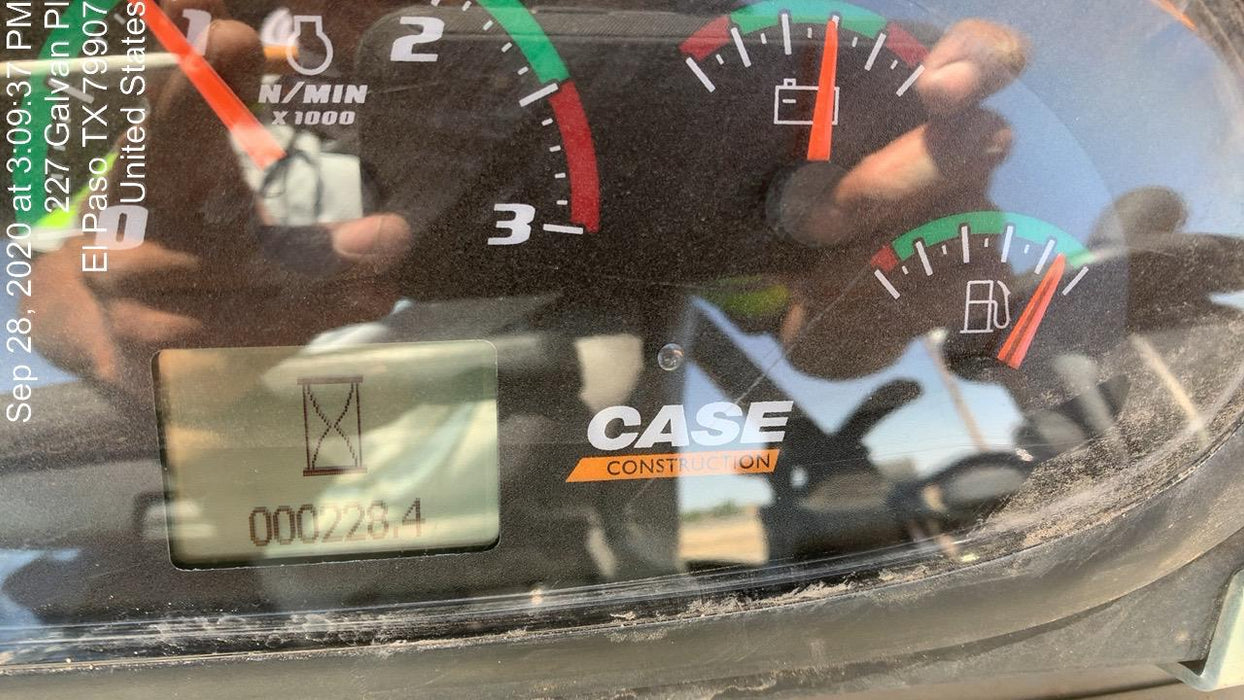 Sep 28, 2020 at 3:09:37 PM
227 Galvan Pl
El Paso TX 79907
United States
0
1
2
3
N/MIN
X 1000
000228.4
CASE
CONSTRUCTION